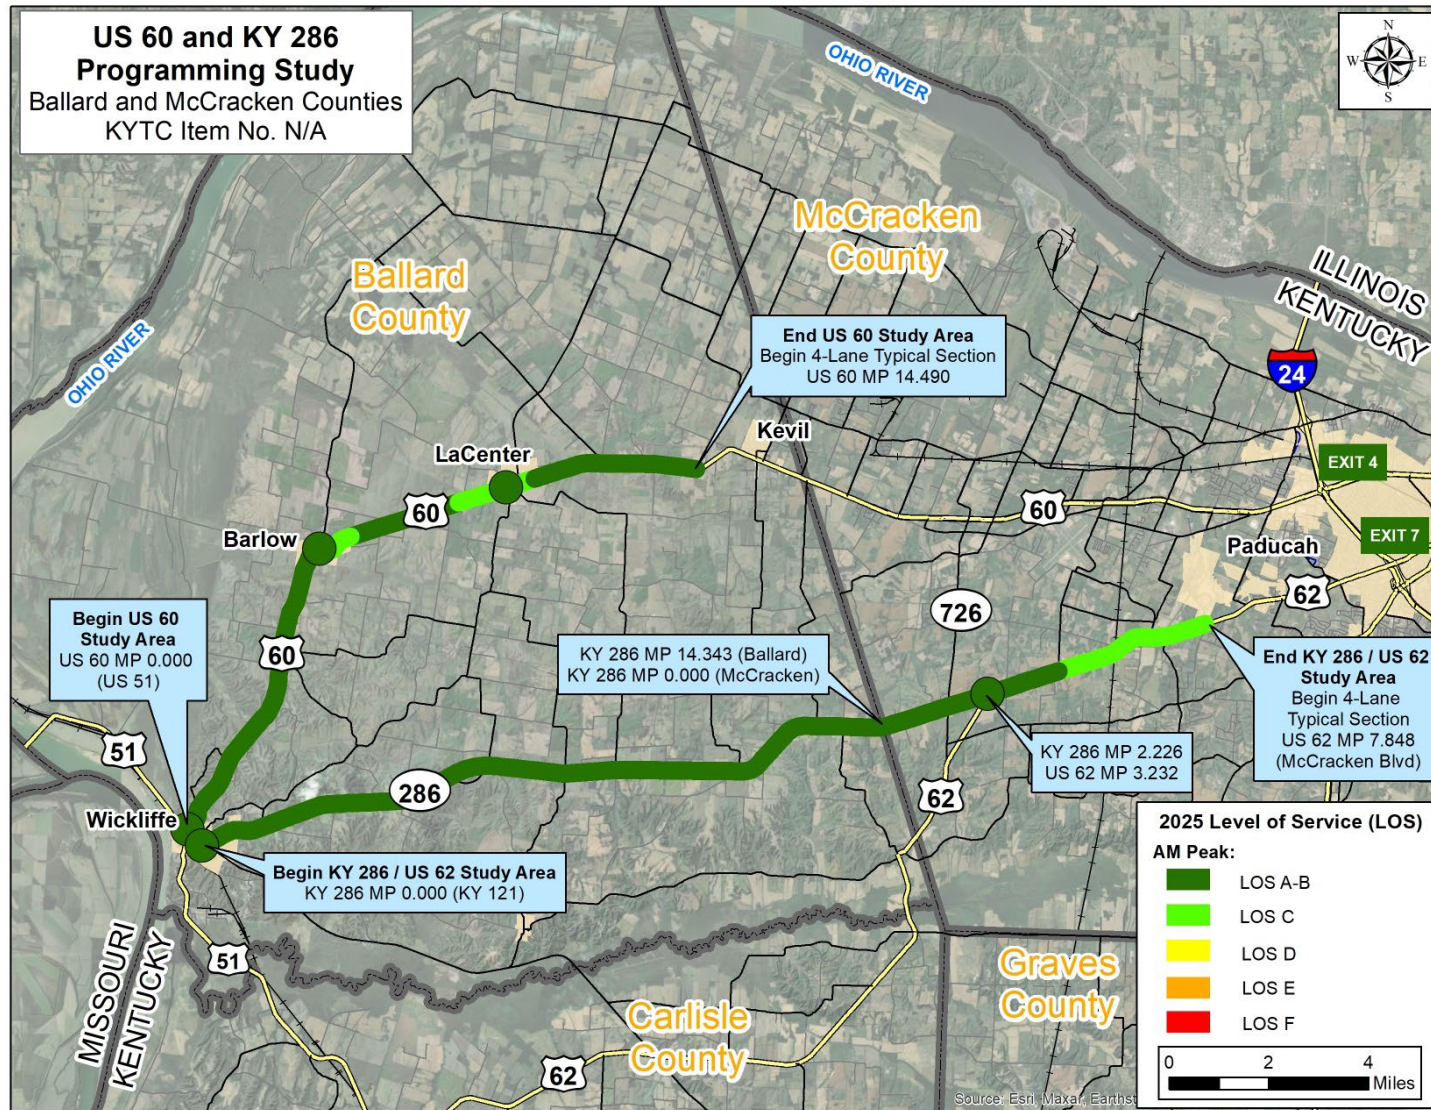 US 60 and KY 286
Programming Study
Ballard and McCracken Counties
KYTC Item No. N/A
N
W
E
S
OHIO RIVER
McCracken
County
Ballard
County
ILLINOIS
KENTUCKY
OHIO RIVER
End US 60 Study Area
Begin 4-Lane Typical Section
US 60 MP 14.490
24
Kevil
LaCenter
EXIT 4
60
60
EXIT 7
Barlow
Paducah
62
Begin US 60
Study Area
US 60 MP 0.000
(US 51)
726
60
KY 286 MP 14.343 (Ballard)
KY 286 MP 0.000 (McCracken)
End KY 286 / US 62
Study Area
Begin 4-Lane
Typical Section
US 62 MP 7.848
(McCracken Blvd)
51
KY 286 MP 2.226
US 62 MP 3.232
286
62
Wickliffe
Begin KY 286 / US 62 Study Area
KY 286 MP 0.000 (KY 121)
2025 Level of Service (LOS)
AM Peak:
LOS A-B
LOS C
LOS D
LOS E
LOS F
0 2 4
Miles
MISSOURI
KENTUCKY
51
Graves
County
Carlisle
County
62
Source: Esri, Maxar,